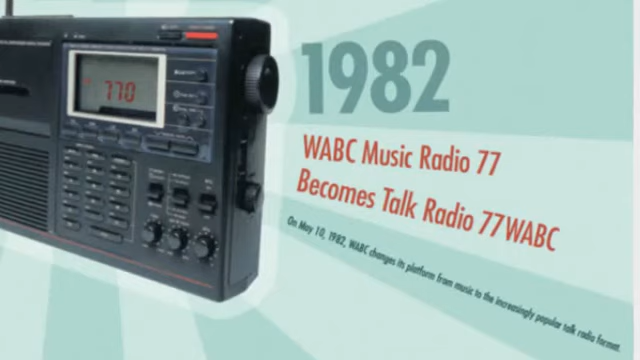 770
1982
WABC Music Radio 77
Becomes Talk Radio 77WABC
On May 10, 1982, WABC changes its platform from music to the increasingly popular talk radio format.